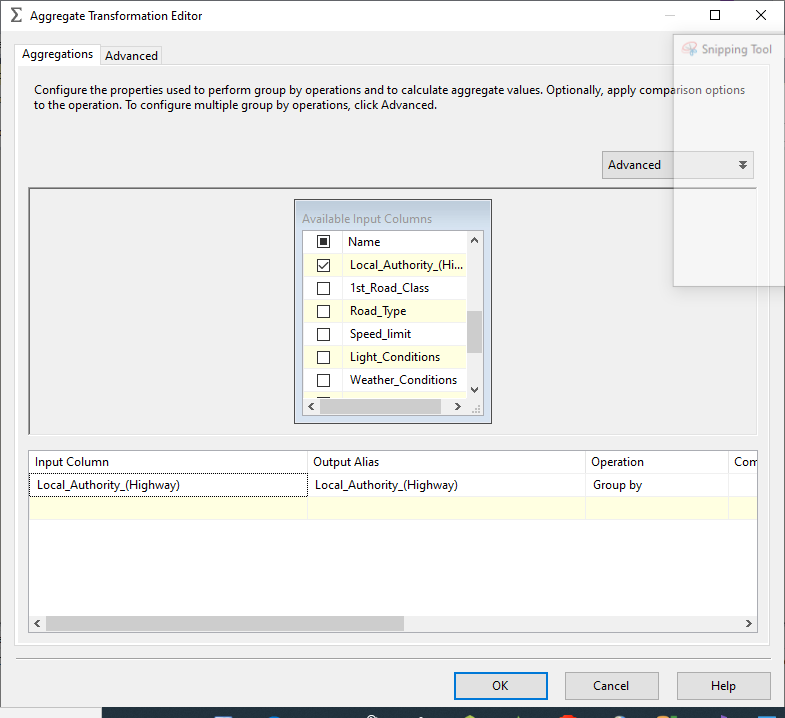 Aggregate Transformation Editor
Snipping Tool
Aggregations
Advanced
Configure the properties used to perform group by operations and to calculate aggregate values. Optionally, apply comparison options
to the operation. To configure multiple group by operations, click Advanced.
Advanced
Available Input Columns
Name
Local_Authority_(Hi...
1st_Road_Class
Road_Type
Speed_limit
Light_Conditions
Weather_Conditions
Input Column Output Alias Operation Com
Local_Authority_(Highway) Local_Authority_(Highway) Group by
OK Cancel Help